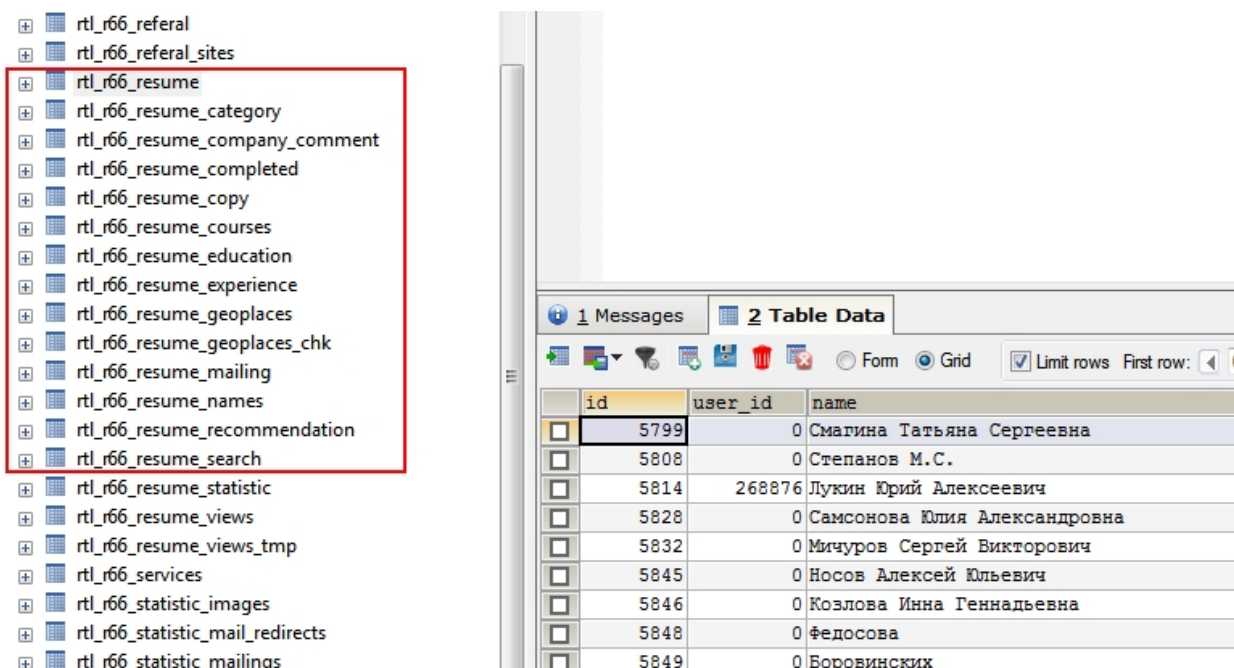 rtl_r66_referal
rtl_r66_referal_sites
rtl_r66_resume
rtl_r66_resume_category
rtl_r66_resume_company_comment
rtl_r66_resume_completed
rtl_r66_resume_copy
rtl_r66_resume_courses
rtl_r66_resume_education
rtl_r66_resume_experience
rtl_r66_resume_geoplaces
rtl_r66_resume_geoplaces_chk
rtl_r66_resume_mailing
rtl_r66_resume_names
rtl_r66_resume_recommendation
rtl_r66_resume_search
rtl_r66_resume_statistic
rtl_r66_resume_views
rtl_r66_resume_views_tmp
rtl_r66_services
rtl_r66_statistic_images
rtl_r66_statistic_mail_redirects
rtl_r66_statistic_mailings
1 Messages 2 Table Data
Form Grid Limit rows First row:
id user_id name
5799 0 Смагина Татьяна Сергеевна
5808 0 Степанов М.С.
5814 268876 Лукин Юрий Алексеевич
5828 0 Самсонова Юлия Александровна
5832 0 Мичуров Сергей Викторович
5845 0 Носов Алексей Юльевич
5846 0 Козлова Инна Геннадьевна
5848 0 Федосова
5849 0 Боровинских